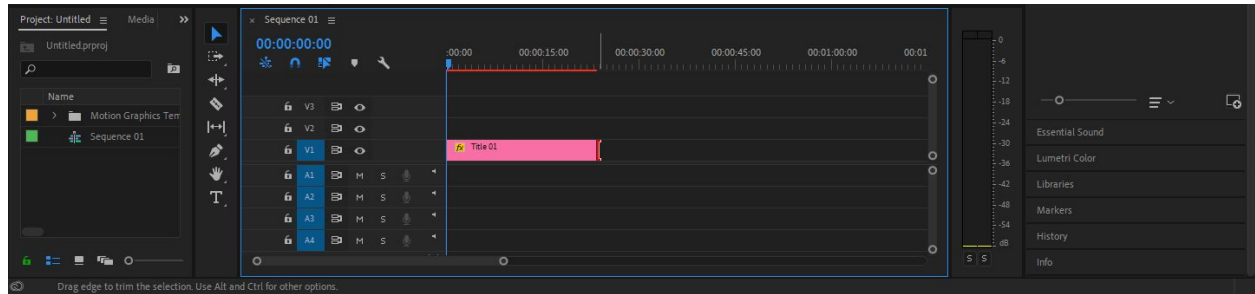 Project: Untitled
Media
Untitled.prproj
Name
Motion Graphics Tem
Sequence 01
T
× Sequence 01
00:00:00:00
:00:00 00:00:15:00 00:00:30:00 00:00:45:00 00:01:00:00 00:01
V3
V2
V1
fx Title 01
A1 M S
A2 M S
A3 M S
A4 M S
0
-6
-12
-18
-24
-30
-36
-42
-48
-54
dB
S S
Essential Sound
Lumetri Color
Libraries
Markers
History
Info
Drag edge to trim the selection. Use Alt and Ctrl for other options.